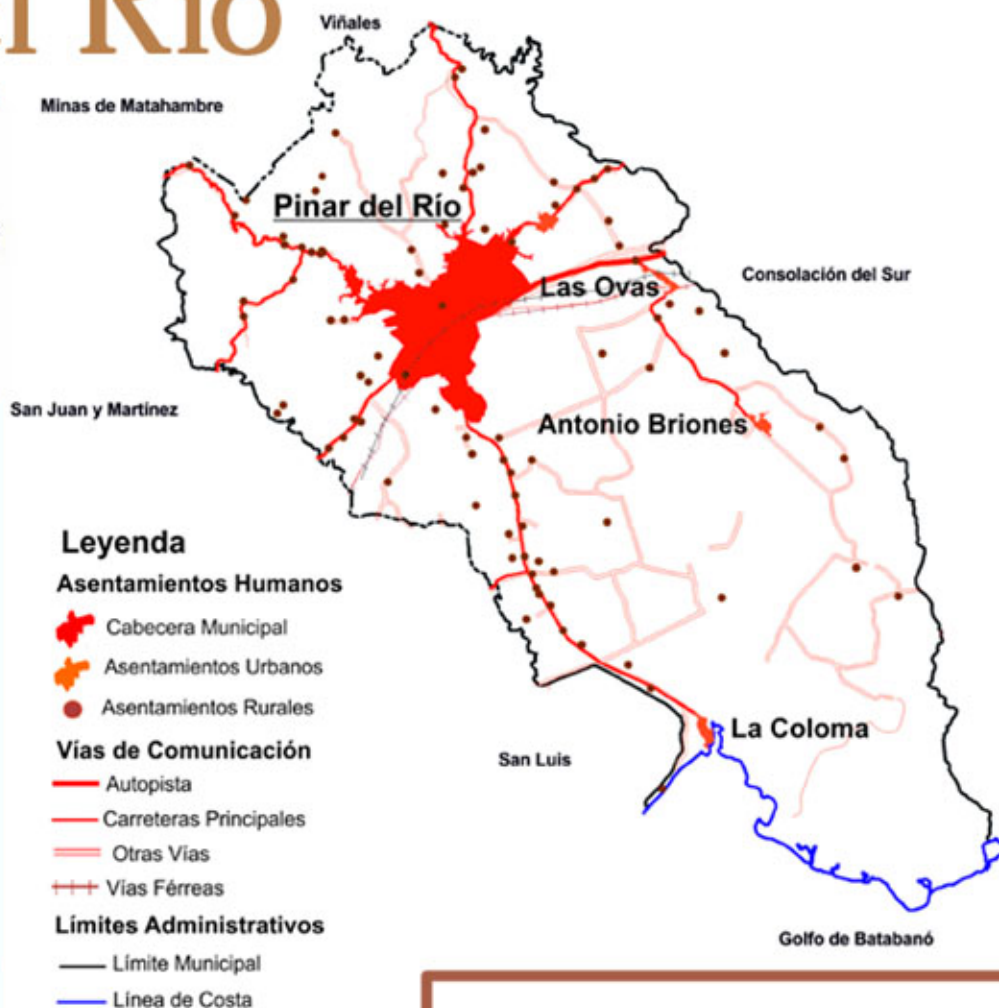 Río
Viñales
Minas de Matahambre
Pinar del Río
Consolación del Sur
Las Ovas
San Juan y Martínez
Antonio Briones
Leyenda
Asentamientos Humanos
Cabecera Municipal
Asentamientos Urbanos
Asentamientos Rurales
La Coloma
Vías de Comunicación
San Luis
Autopista
Carreteras Principales
Otras Vías
Vías Férreas
Límites Administrativos
Golfo de Batabanó
Límite Municipal
Línea de Costa